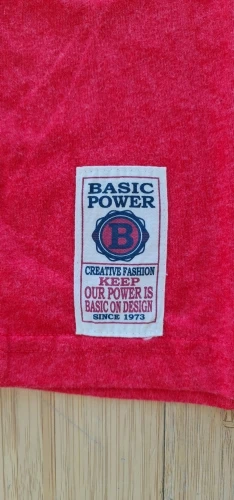 BASIC
POWER
B
CREATIVE FASHION
KEEP
OUR POWER IS
BASIC ON DESIGN
SINCE 1973